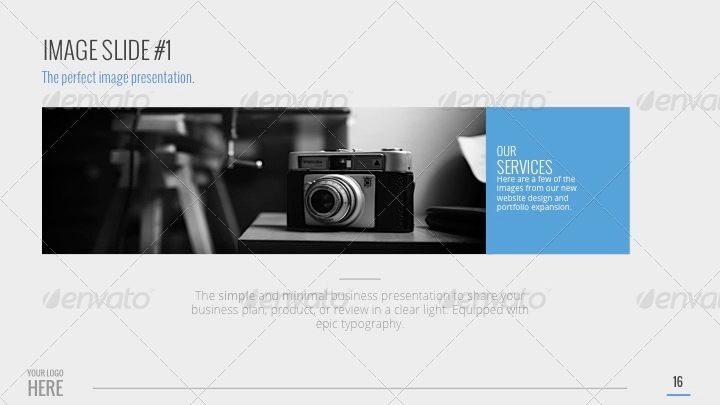 IMAGE SLIDE #1
The perfect image presentation.
envato envato envato envato
OUR
SERVICES
Here are a few of the
images from our new
website design and
portfolio expansion.
The simple and minimal business presentation to share your
business plan, product, or review in a clear light. Equipped with
epic typography.
envato envato envato envato
YOUR LOGO
HERE
16